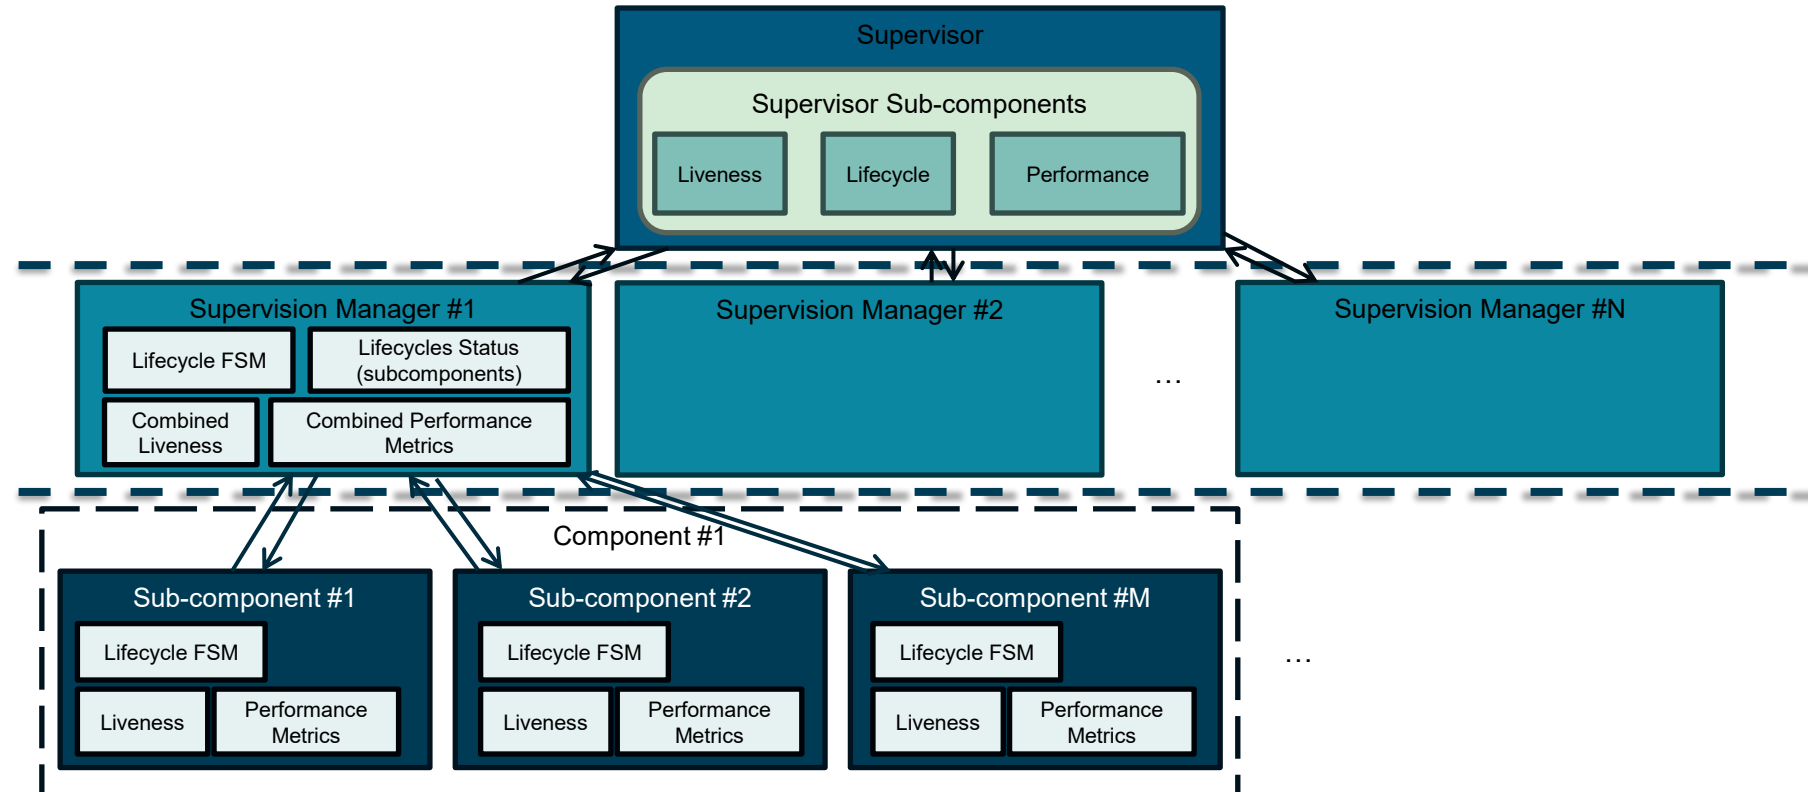 Supervisor
Supervisor Sub-components
Liveness
Lifecycle
Performance
Supervision Manager #1
Lifecycle FSM
Lifecycles Status
(subcomponents)
Combined
Liveness
Combined Performance
Metrics
Supervision Manager #2
...
Supervision Manager #N
Component #1
Sub-component #1
Lifecycle FSM
Liveness
Performance
Metrics
Sub-component #2
Lifecycle FSM
Liveness
Performance
Metrics
Sub-component #M
Lifecycle FSM
Liveness
Performance
Metrics
...